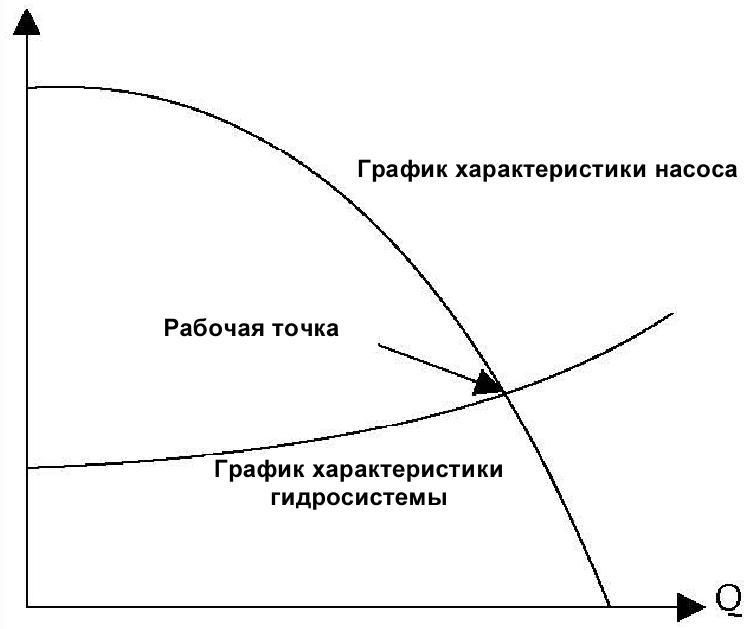 График характеристики насоса
Рабочая точка
График характеристики
гидросистемы
Q